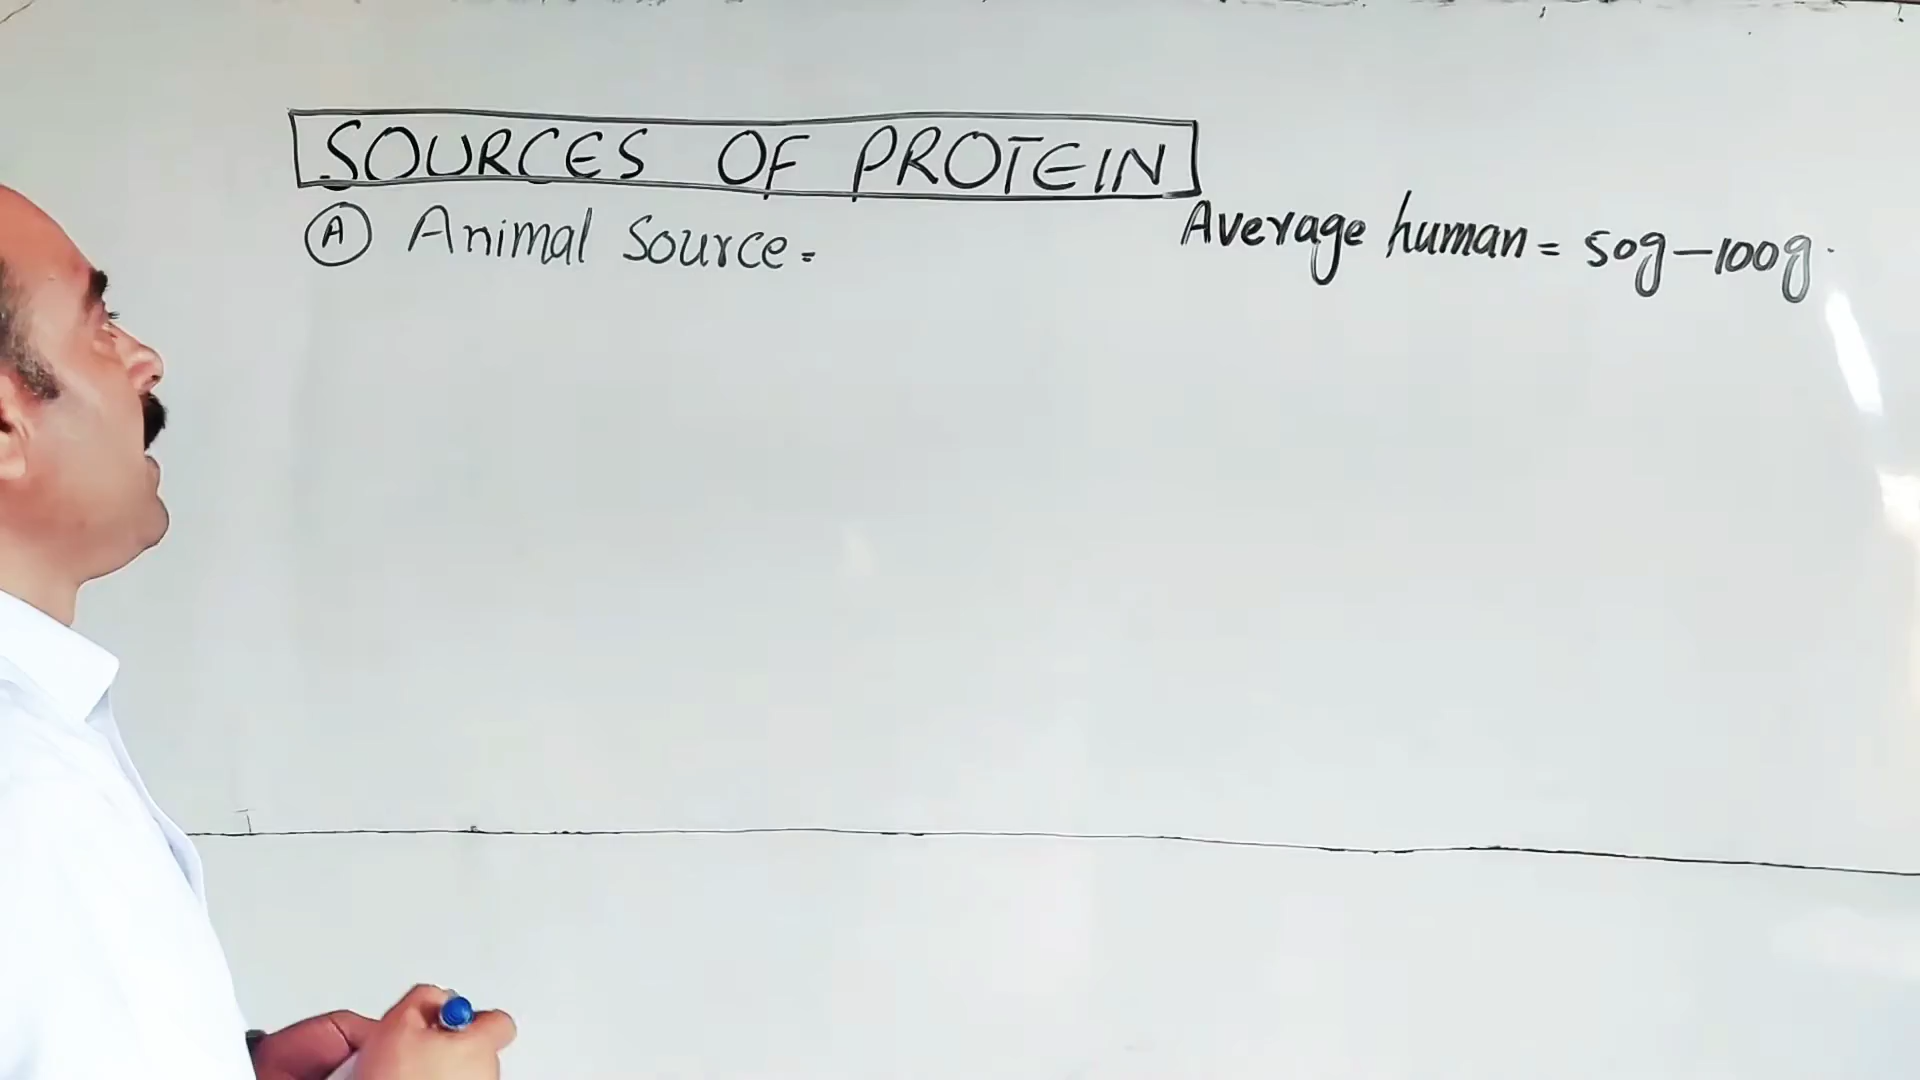 SOURCES OF PROTEIN
Ⓐ Animal Source =
Average human = 50g-100g.